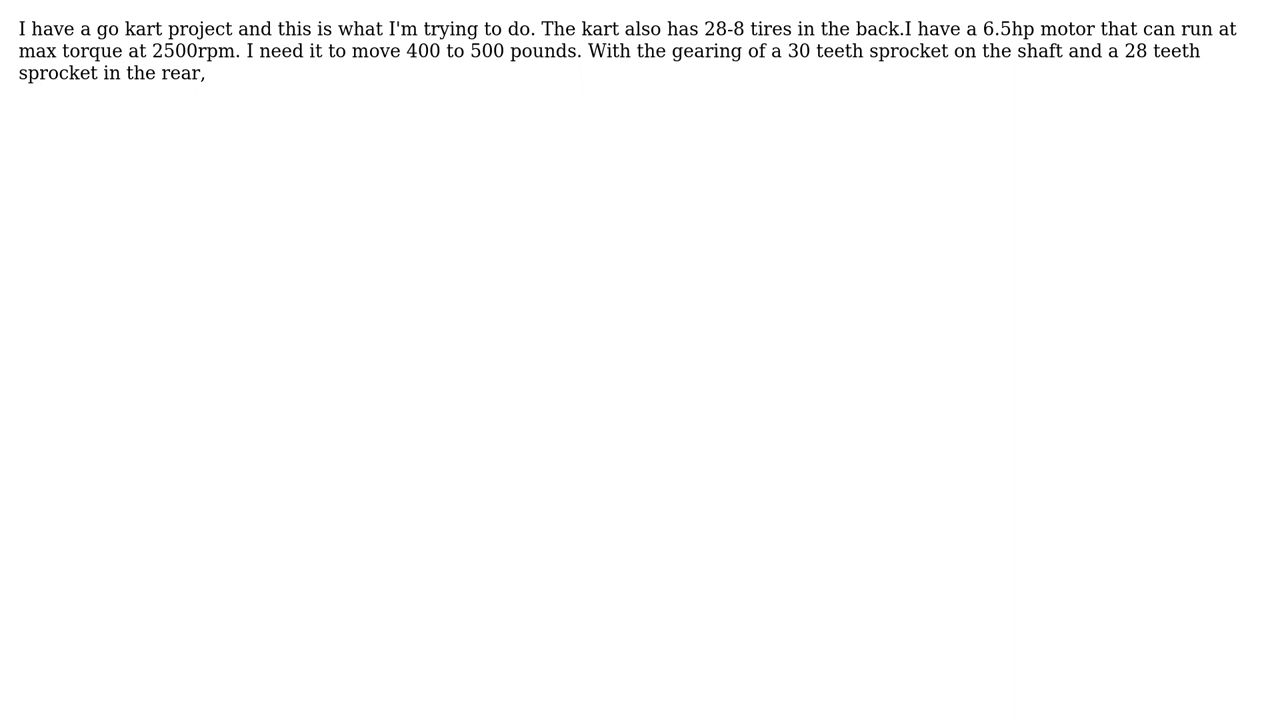 I have a go kart project and this is what I'm trying to do. The kart also has 28-8 tires in the back.I have a 6.5hp motor that can run at
max torque at 2500rpm. I need it to move 400 to 500 pounds. With the gearing of a 30 teeth sprocket on the shaft and a 28 teeth
sprocket in the rear,